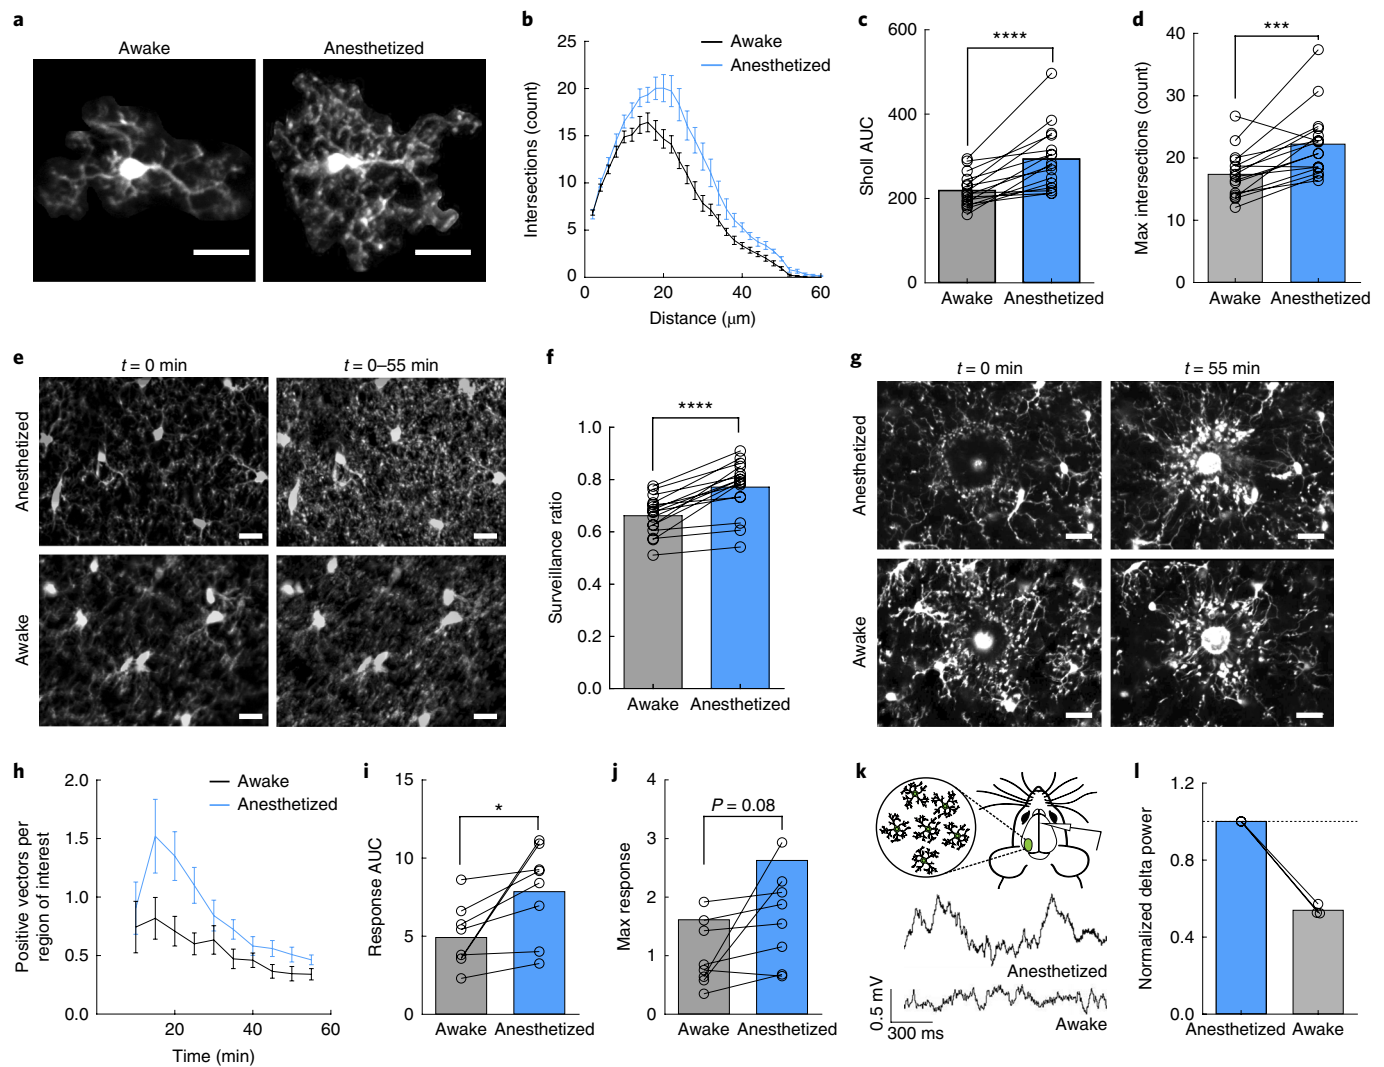 a
Awake
Anesthetized
b
Intersections (count)
25
20
15
10
5
0
0
20
40
60
Distance (μm)
Awake
Anesthetized
c
Sholl AUC
600
400
200
0
****
Awake
Anesthetized
d
Max intersections (count)
40
30
20
10
0
***
Awake
Anesthetized
e
t = 0 min
t = 0–55 min
Anesthetized
Awake
f
Surveillance ratio
1.0
0.8
0.6
0.4
0.2
0.0
****
Awake
Anesthetized
g
t = 0 min
t = 55 min
Anesthetized
Awake
h
Positive vectors per
region of interest
2.0
1.5
1.0
0.5
0.0
20
40
60
Time (min)
Awake
Anesthetized
i
Response AUC
15
10
5
0
*
Awake
Anesthetized
j
Max response
4
3
2
1
0
P = 0.08
Awake
Anesthetized
k
Anesthetized
0.5 mV
300 ms
Awake
l
Normalized delta power
1.2
0.8
0.4
0.0
Anesthetized
Awake